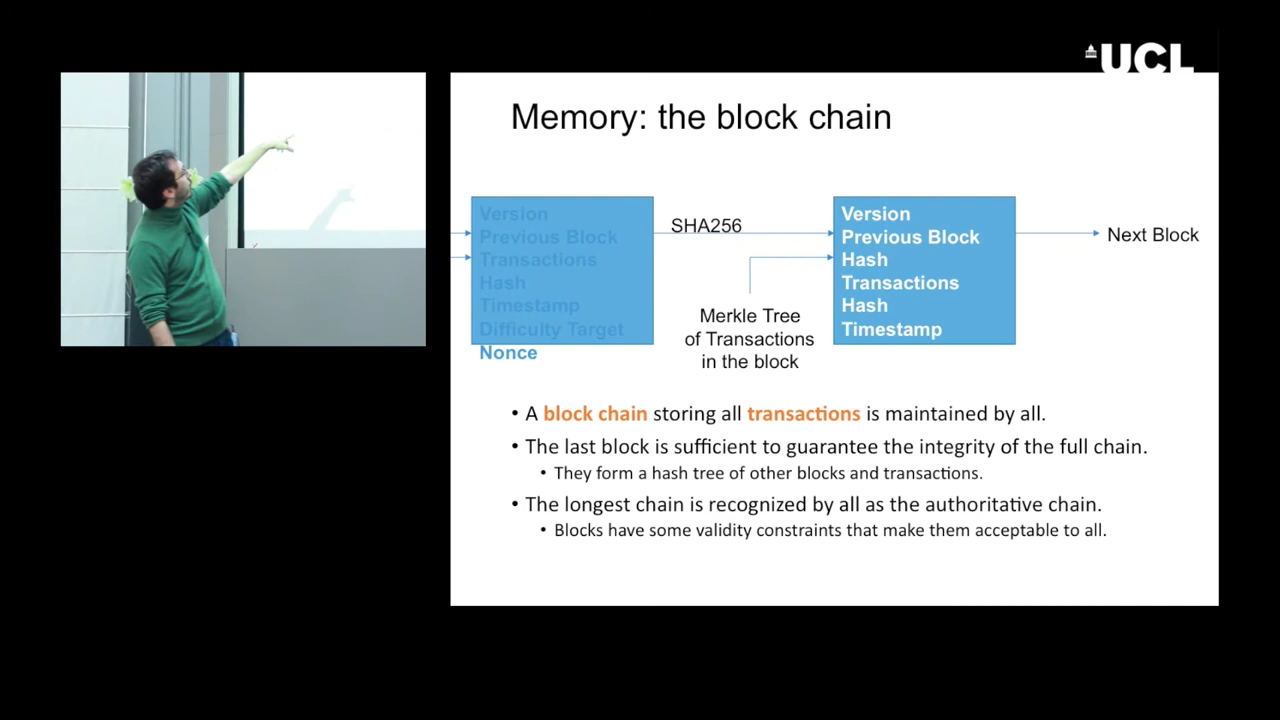 UCL
Memory: the block chain
Version
Previous Block
Transactions
Hash
Timestamp
Difficulty Target
Nonce
SHA256
Merkle Tree
of Transactions
in the block
Version
Previous Block
Hash
Transactions
Hash
Timestamp
Next Block
• A block chain storing all transactions is maintained by all.
• The last block is sufficient to guarantee the integrity of the full chain.
• They form a hash tree of other blocks and transactions.
• The longest chain is recognized by all as the authoritative chain.
• Blocks have some validity constraints that make them acceptable to all.